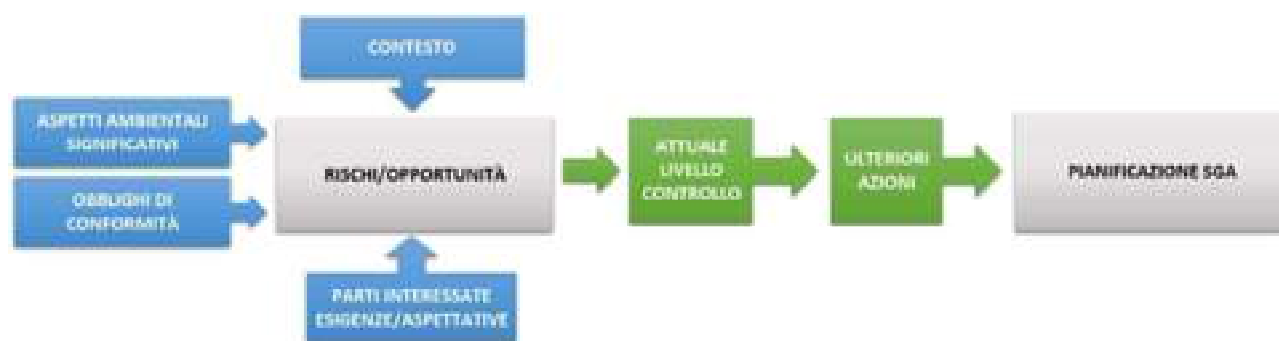 CONTESTO
ASPETTI AMBIENTALI
SIGNIFICATIVI
RISCHI/OPPORTUNITÀ
ATTUALE
LIVELLO
CONTROLLO
ULTERIORI
AZIONI
PIANIFICAZIONE SGA
OBBLIGHI DI
CONFORMITÀ
PARTI INTERESSATE
ESIGENZE/ASPETTATIVE